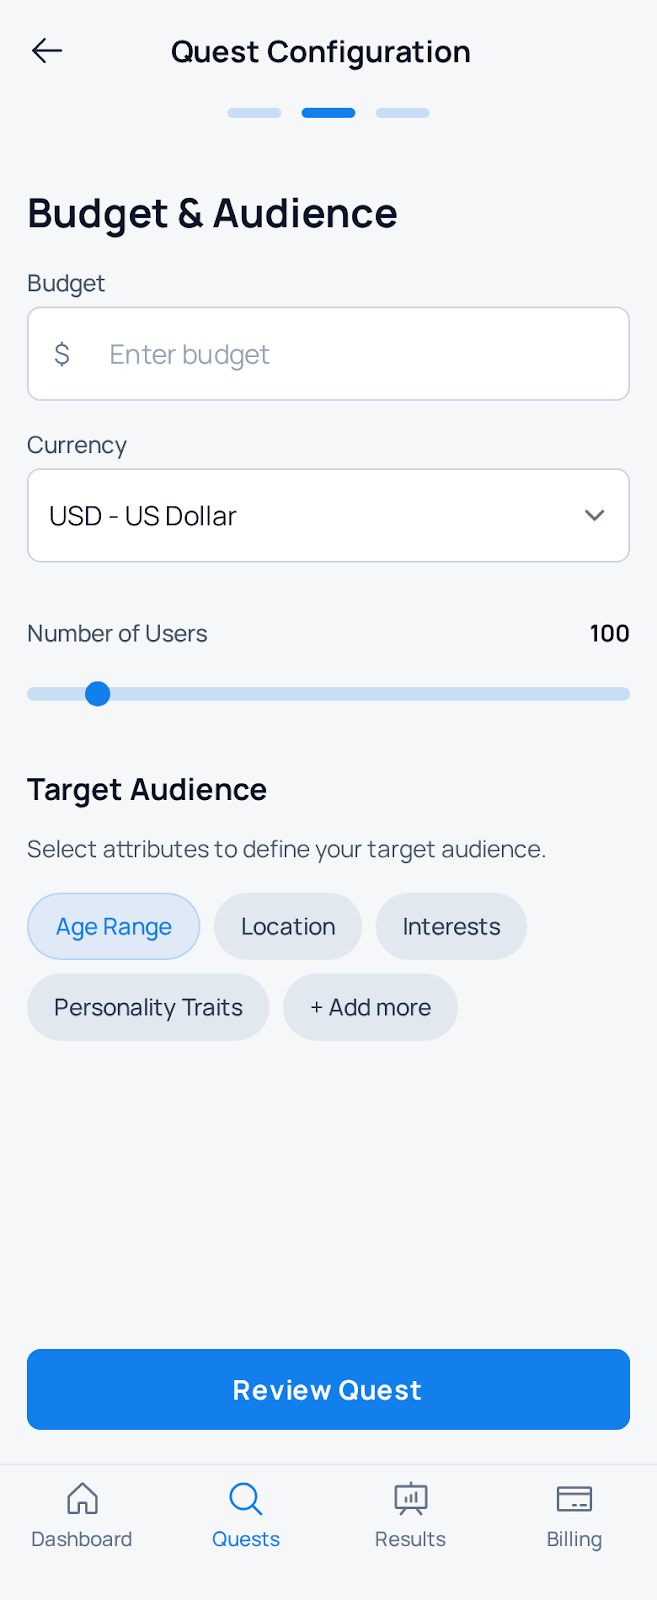 Quest Configuration
Budget & Audience
Budget
$ Enter budget
Currency
USD - US Dollar
Number of Users 100
Target Audience
Select attributes to define your target audience.
Age Range Location Interests
Personality Traits + Add more
Review Quest
Dashboard Quests Results Billing